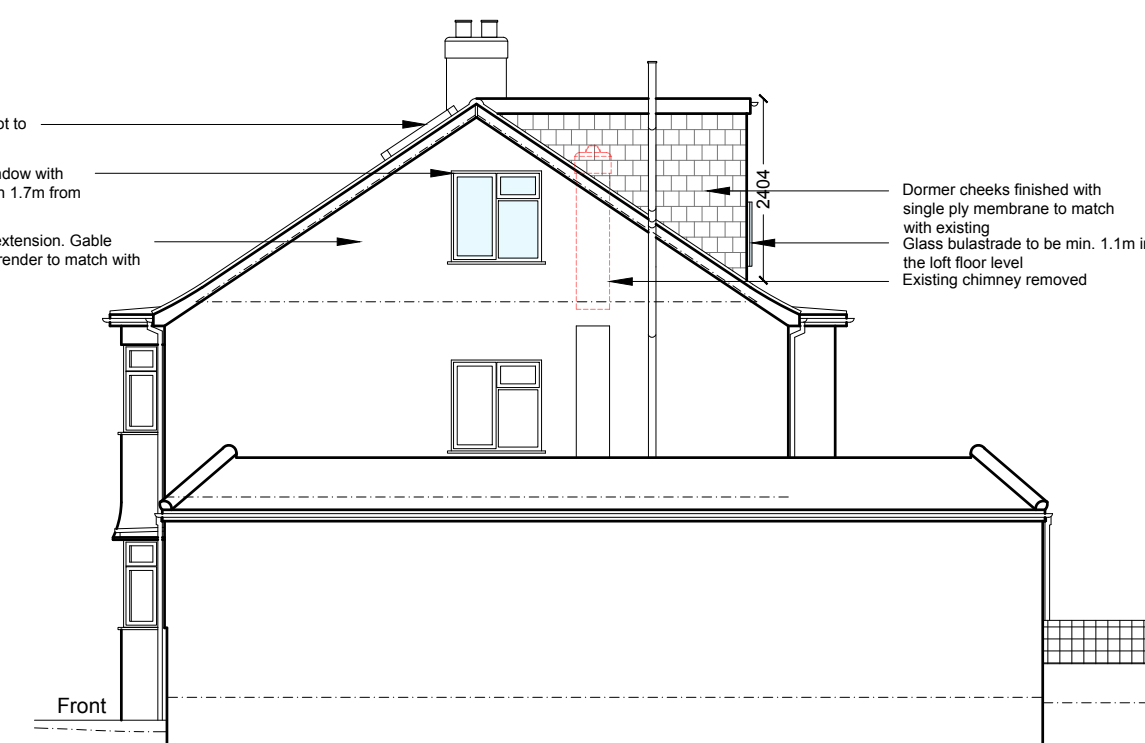 ot to
ndow with
n 1.7m from
extension. Gable
render to match with
2404
Dormer cheeks finished with
single ply membrane to match
with existing
Glass bulastrade to be min. 1.1m i
the loft floor level
Existing chimney removed
Front